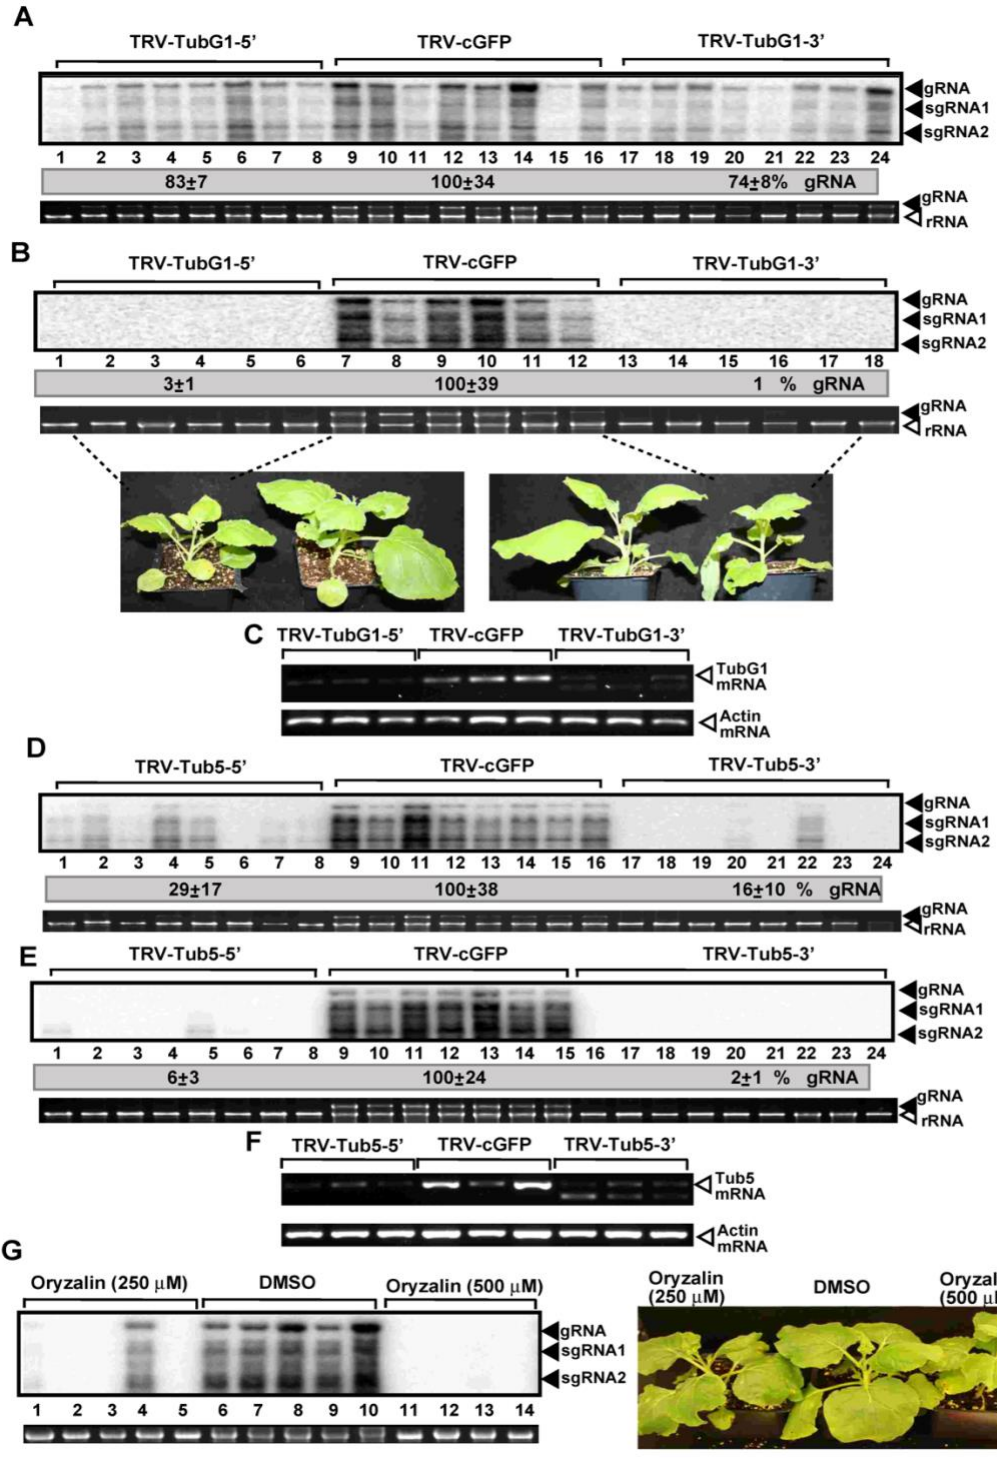 A
TRV-TubG1-5’ TRV-cGFP TRV-TubG1-3’
gRNA
sgRNA1
sgRNA2
1 2 3 4 5 6 7 8 9 10 11 12 13 14 15 16 17 18 19 20 21 22 23 24
83±7 100±34 74±8% gRNA
gRNA
rRNA
B
TRV-TubG1-5’ TRV-cGFP TRV-TubG1-3’
gRNA
sgRNA1
sgRNA2
1 2 3 4 5 6 7 8 9 10 11 12 13 14 15 16 17 18
3±1 100±39 1 % gRNA
gRNA
rRNA
C TRV-TubG1-5’ TRV-cGFP TRV-TubG1-3’
TubG1
mRNA
Actin
mRNA
D
TRV-Tub5-5’ TRV-cGFP TRV-Tub5-3’
gRNA
sgRNA1
sgRNA2
1 2 3 4 5 6 7 8 9 10 11 12 13 14 15 16 17 18 19 20 21 22 23 24
29±17 100±38 16±10 % gRNA
gRNA
rRNA
E
TRV-Tub5-5’ TRV-cGFP TRV-Tub5-3’
gRNA
sgRNA1
sgRNA2
1 2 3 4 5 6 7 8 9 10 11 12 13 14 15 16 17 18 19 20 21 22 23 24
6±3 100±24 2±1 % gRNA
gRNA
rRNA
F TRV-Tub5-5’ TRV-cGFP TRV-Tub5-3’
Tub5
mRNA
Actin
mRNA
G
Oryzalin (250 μM) DMSO Oryzalin (500 μM)
gRNA
sgRNA1
sgRNA2
1 2 3 4 5 6 7 8 9 10 11 12 13 14
Oryzalin
(250 μM) DMSO
(500